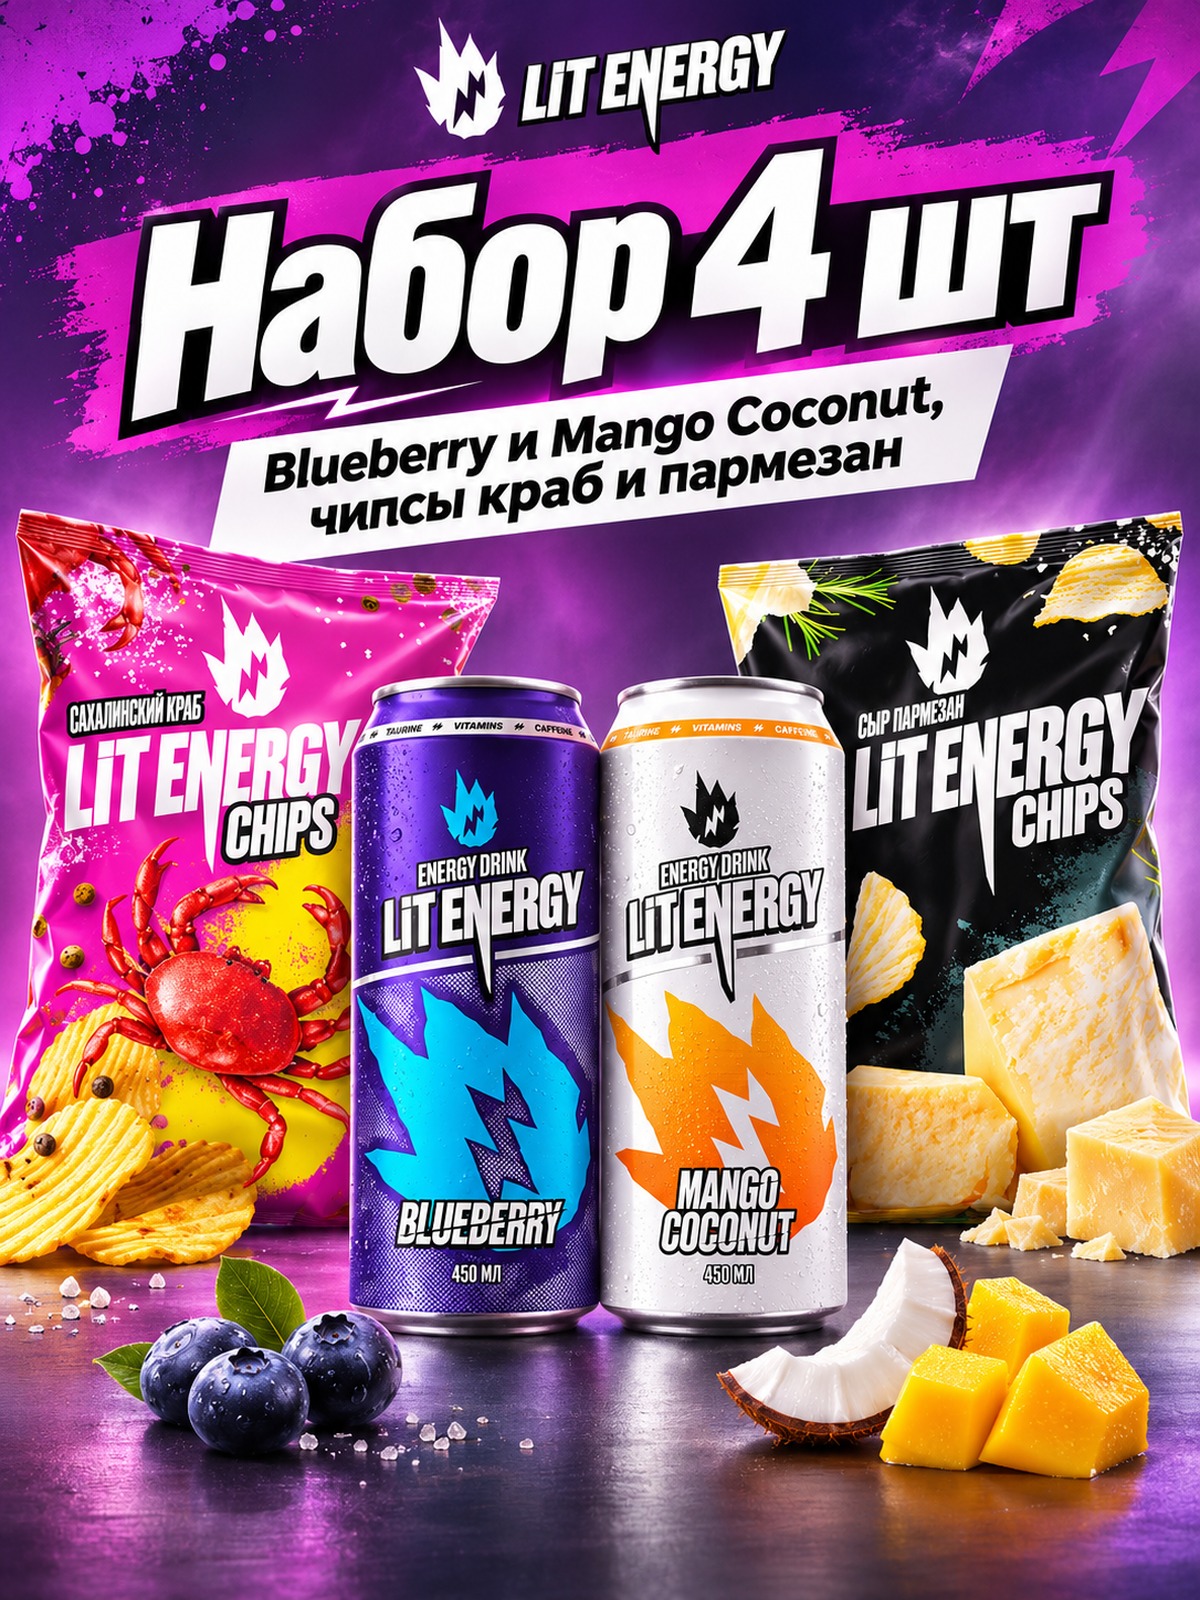 LiT ENERGY
Набор 4 шт
Blueberry и Mango Coconut,
чипсы краб и пармезан
САХАЛИНСКИЙ КРАБ
LiT ENERGY
CHIPS
СЫР ПАРМЕЗАН
LiT ENERGY
CHIPS
TAURINE VITAMINS CAFFEINE
ENERGY DRINK
LiT ENERGY
BLUEBERRY
450 МЛ
TAURINE VITAMINS CAFFEINE
ENERGY DRINK
LiT ENERGY
MANGO
COCONUT
450 МЛ